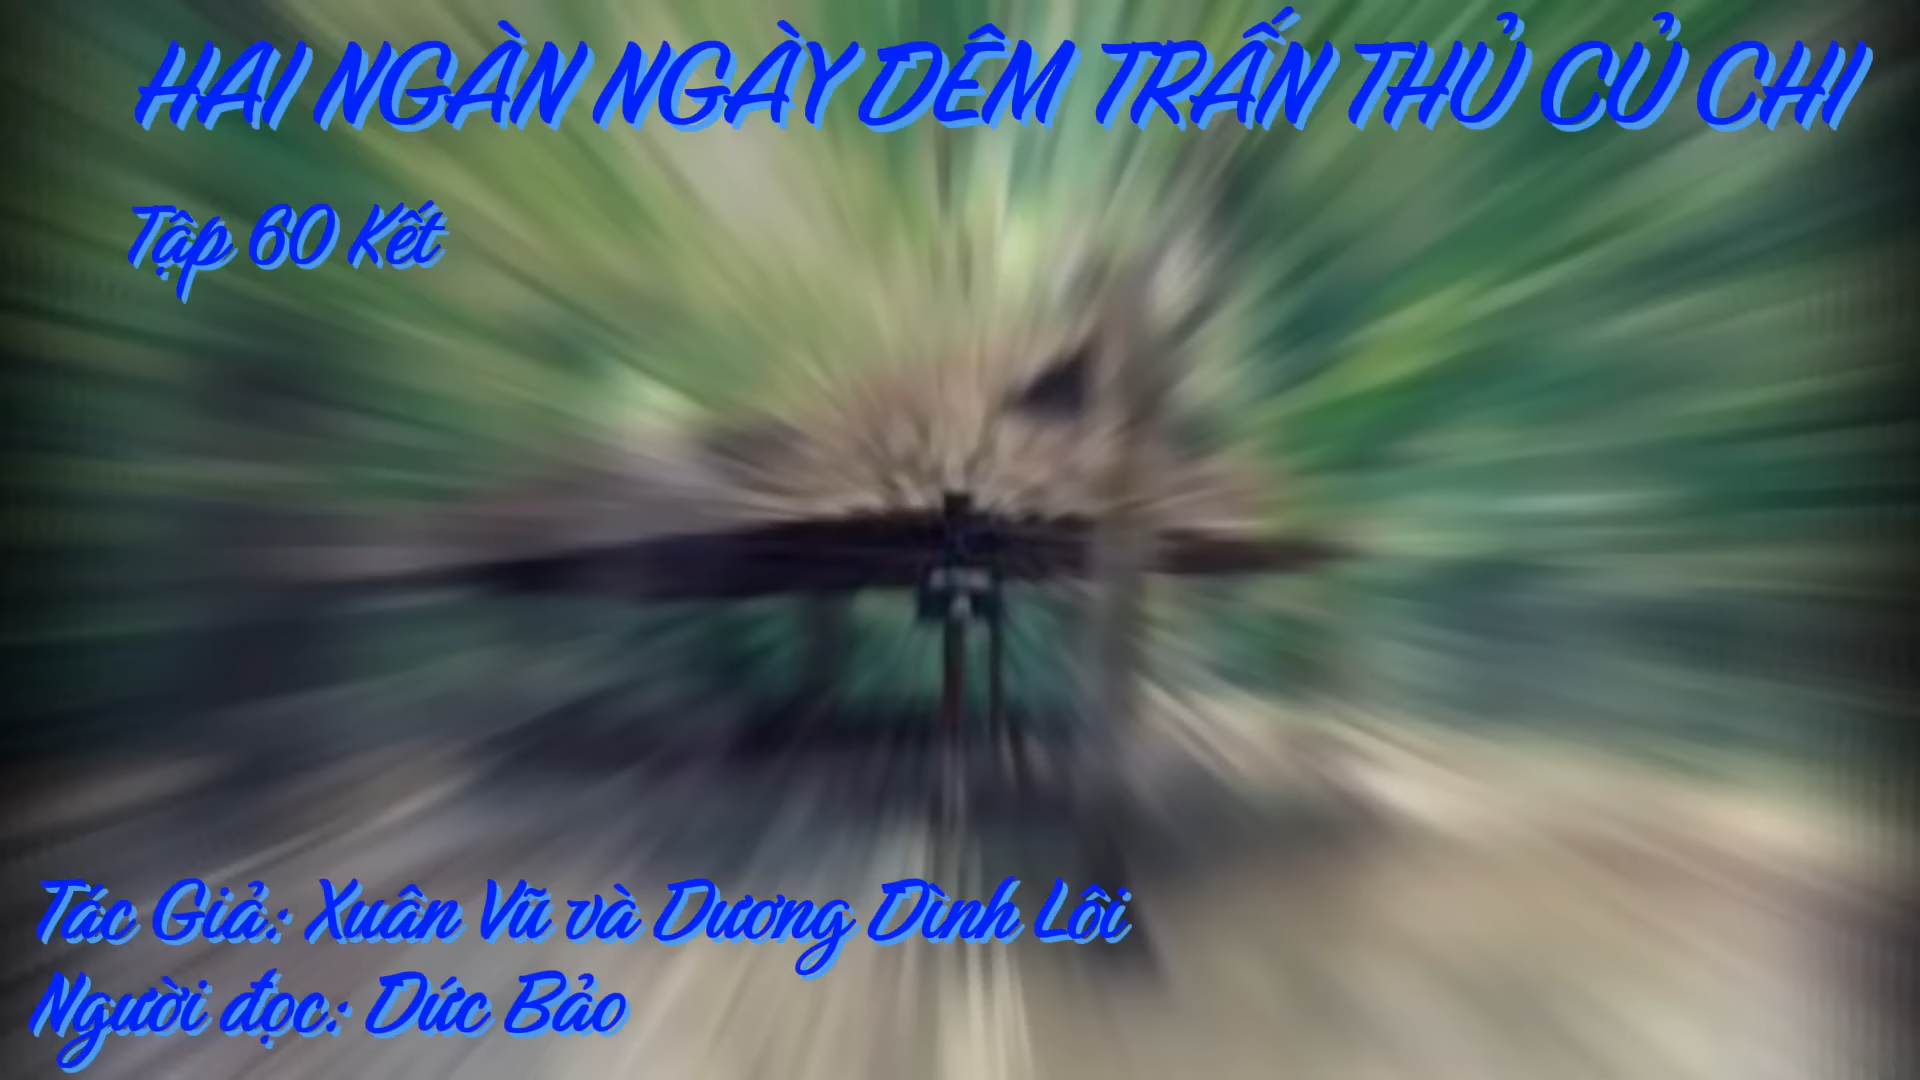 HAI NGÀN NGÀY ĐÊM TRẤN THỦ CỦ CHI
Tập 60 Kết
Tác Giả: Xuân Vũ và Dương Đình Lôi
Người đọc: Đức Bảo